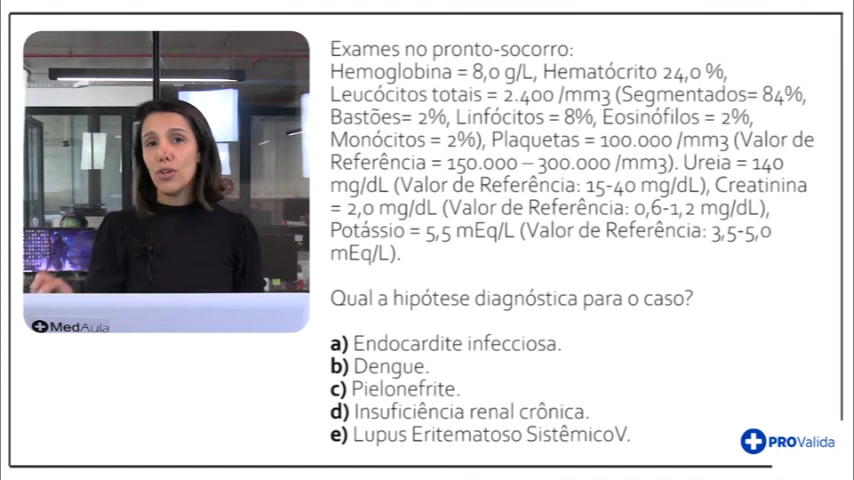 Exames no pronto-socorro:
Hemoglobina = 8,0 g/L, Hematócrito 24,0 %,
Leucócitos totais = 2.400 /mm3 (Segmentados= 84%,
Bastões= 2%, Linfócitos = 8%, Eosinófilos = 2%,
Monócitos = 2%), Plaquetas = 100.000 /mm3 (Valor de
Referência = 150.000 – 300.000 /mm3). Ureia = 140
mg/dL (Valor de Referência: 15-40 mg/dL), Creatinina
= 2,0 mg/dL (Valor de Referência: 0,6-1,2 mg/dL),
Potássio = 5,5 mEq/L (Valor de Referência: 3,5-5,0
mEq/L).
Qual a hipótese diagnóstica para o caso?
a) Endocardite infecciosa.
b) Dengue.
c) Pielonefrite.
d) Insuficiência renal crônica.
e) Lupus Eritematoso SistêmicoV.
MedAula
PROValida